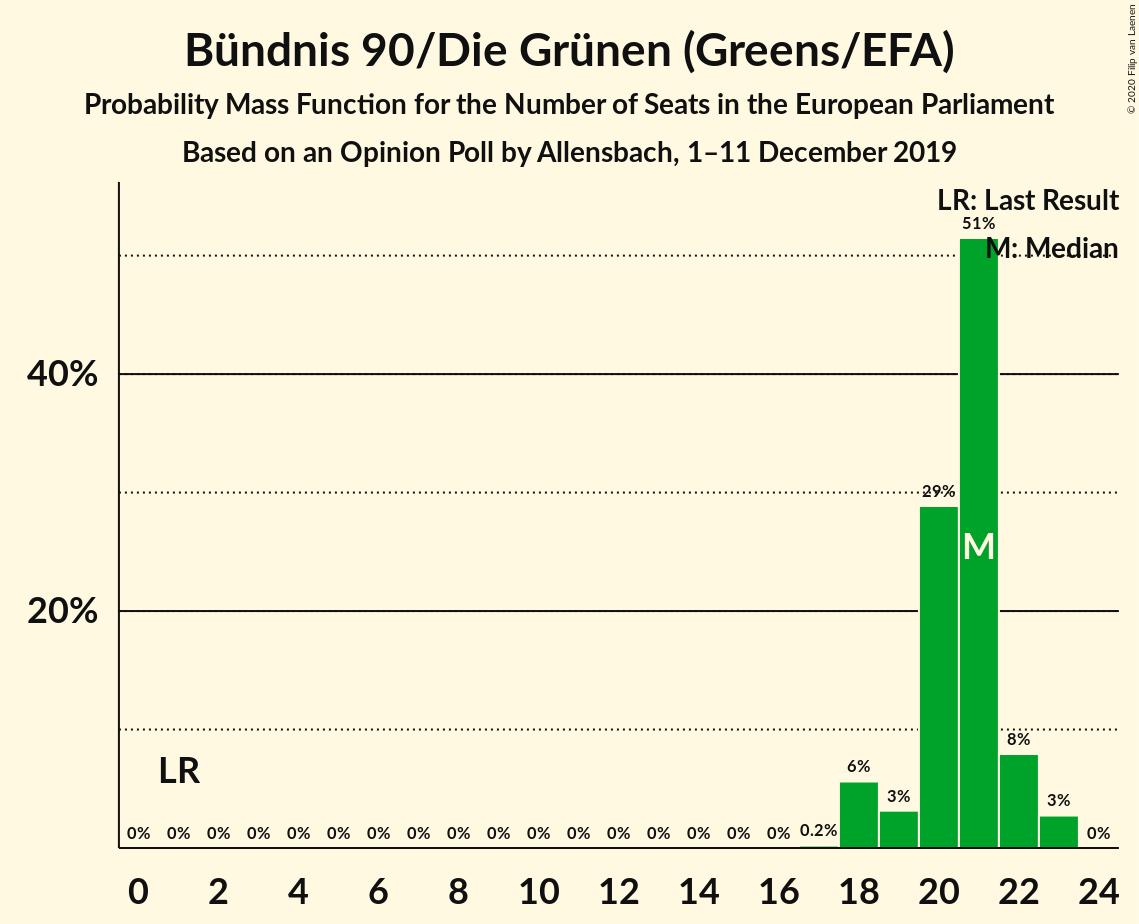 Bündnis 90/Die Grünen (Greens/EFA)
Probability Mass Function for the Number of Seats in the European Parliament
Based on an Opinion Poll by Allensbach, 1–11 December 2019
© 2020 Filip van Laenen
LR: Last Result
51%
M: Median
40%
29%
M
20%
8%
LR
6%
3%
3%
0% 0% 0% 0% 0% 0% 0% 0% 0% 0% 0% 0% 0% 0% 0% 0% 0% 0.2% 0%
0 2 4 6 8 10 12 14 16 18 20 22 24